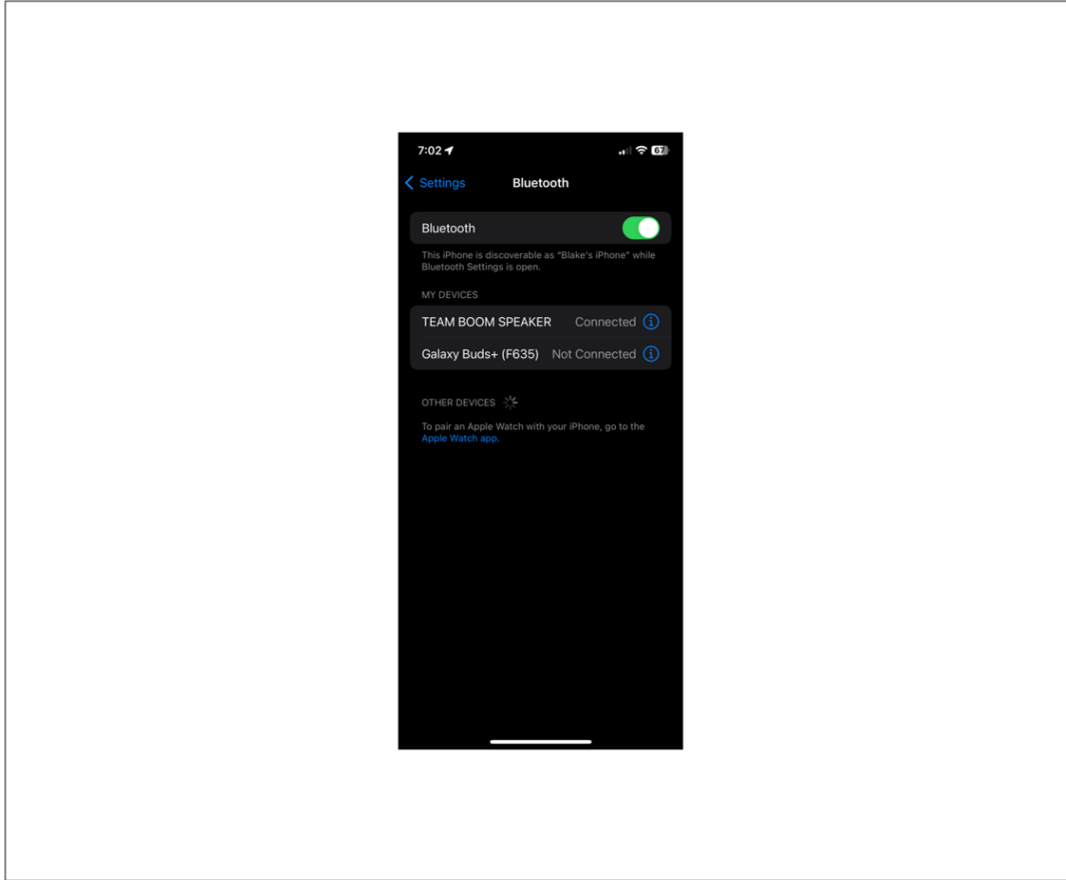 7:02 67
Settings Bluetooth
Bluetooth
This iPhone is discoverable as "Blake's iPhone" while
Bluetooth Settings is open.
MY DEVICES
TEAM BOOM SPEAKER Connected
Galaxy Buds+ (F635) Not Connected
OTHER DEVICES
To pair an Apple Watch with your iPhone, go to the
Apple Watch app.